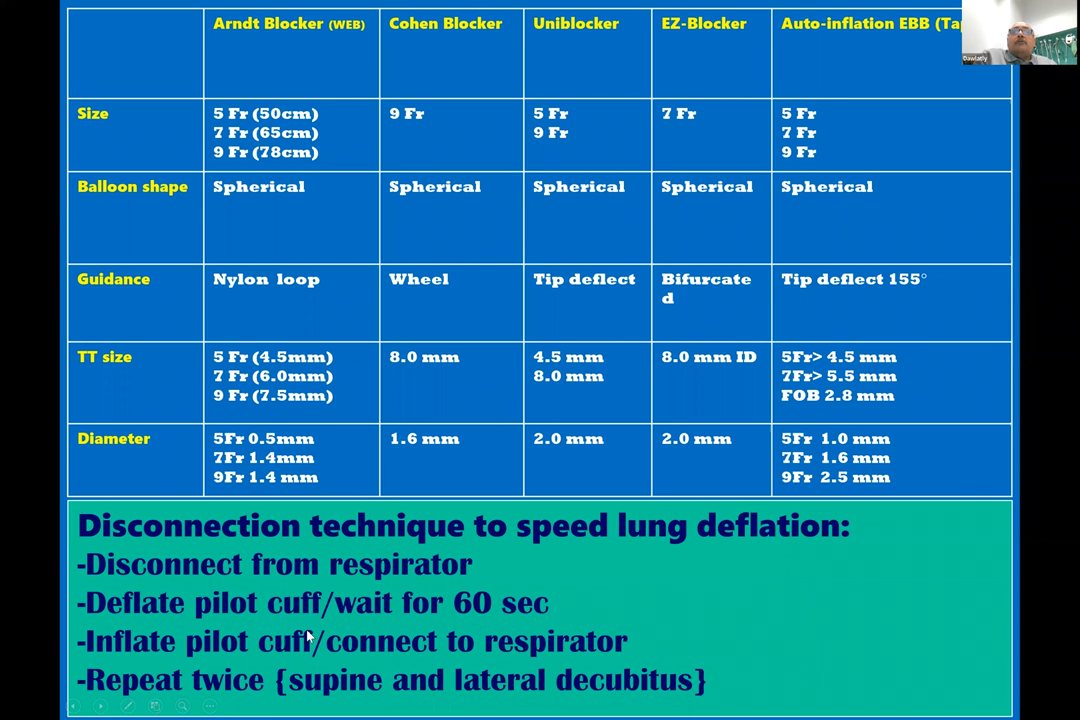 Arndt Blocker (WEB) Cohen Blocker Uniblocker EZ-Blocker Auto-inflation EBB
Size 5 Fr (50cm) 9 Fr 5 Fr 7 Fr 5 Fr
7 Fr (65cm) 9 Fr 7 Fr
9 Fr (78cm) 9 Fr
Balloon shape Spherical Spherical Spherical Spherical Spherical
Guidance Nylon loop Wheel Tip deflect Bifurcate Tip deflect 155°
d
TT size 5 Fr (4.5mm) 8.0 mm 4.5 mm 8.0 mm ID 5Fr> 4.5 mm
7 Fr (6.0mm) 8.0 mm 7Fr> 5.5 mm
9 Fr (7.5mm) FOB 2.8 mm
Diameter 5Fr 0.5mm 1.6 mm 2.0 mm 2.0 mm 5Fr 1.0 mm
7Fr 1.4mm 7Fr 1.6 mm
9Fr 1.4 mm 9Fr 2.5 mm
Disconnection technique to speed lung deflation:
-Disconnect from respirator
-Deflate pilot cuff/wait for 60 sec
-Inflate pilot cuff/connect to respirator
-Repeat twice {supine and lateral decubitus}
Dawlatly